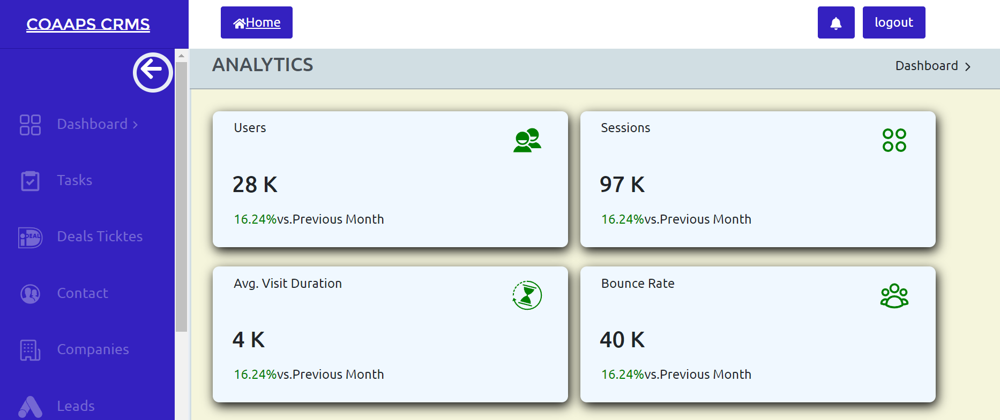 COAAPS CRMS
Home
logout
ANALYTICS
Dashboard
Dashboard
Tasks
Deals Ticktes
Contact
Companies
Leads
Users
28 K
16.24%vs.Previous Month
Sessions
97 K
16.24%vs.Previous Month
Avg. Visit Duration
4 K
16.24%vs.Previous Month
Bounce Rate
40 K
16.24%vs.Previous Month
iDEAL